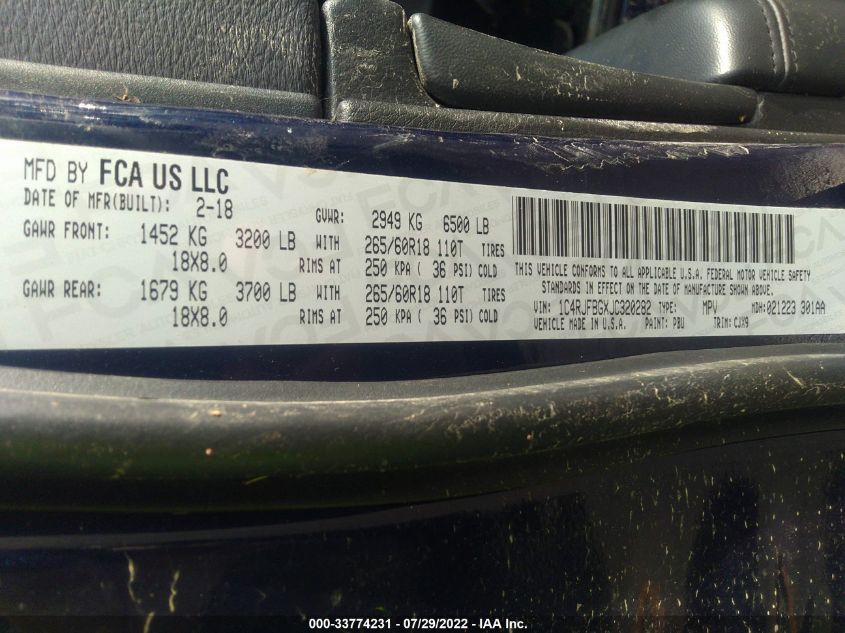 MFD BY FCA US LLC
DATE OF MFR(BUILT): 2-18 GVWR: 2949 KG 6500 LB
GAWR FRONT: 1452 KG 3200 LB WITH 265/60R18 110T TIRES
18X8.0 RIMS AT 250 KPA ( 36 PSI) COLD
GAWR REAR: 1679 KG 3700 LB WITH 265/60R18 110T TIRES
18X8.0 RIMS AT 250 KPA ( 36 PSI) COLD
THIS VEHICLE CONFORMS TO ALL APPLICABLE U.S.A. FEDERAL MOTOR VEHICLE SAFETY
STANDARDS IN EFFECT ON THE DATE OF MANUFACTURE SHOWN ABOVE.
VIN: 1C4RJFBGXJC320282 TYPE: MPV MDH:021223 301AA
VEHICLE MADE IN U.S.A. PAINT: PBU TRIM: CJX9
000-33774231 - 07/29/2022 - IAA Inc.